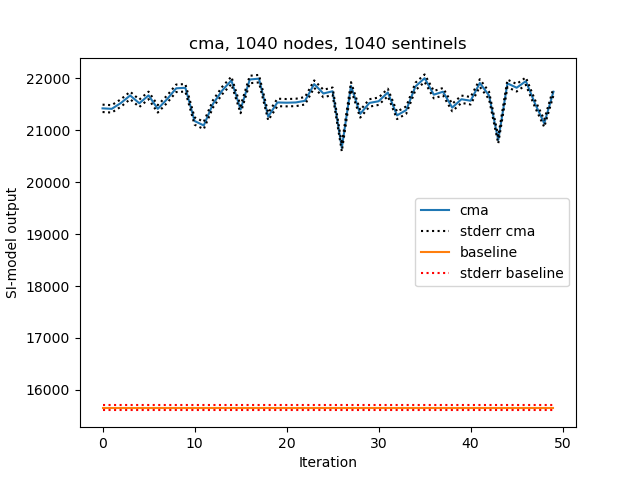 cma, 1040 nodes, 1040 sentinels
SI-model output
22000
21000
20000
19000
18000
17000
16000
cma
stderr cma
baseline
stderr baseline
0 10 20 30 40 50
Iteration